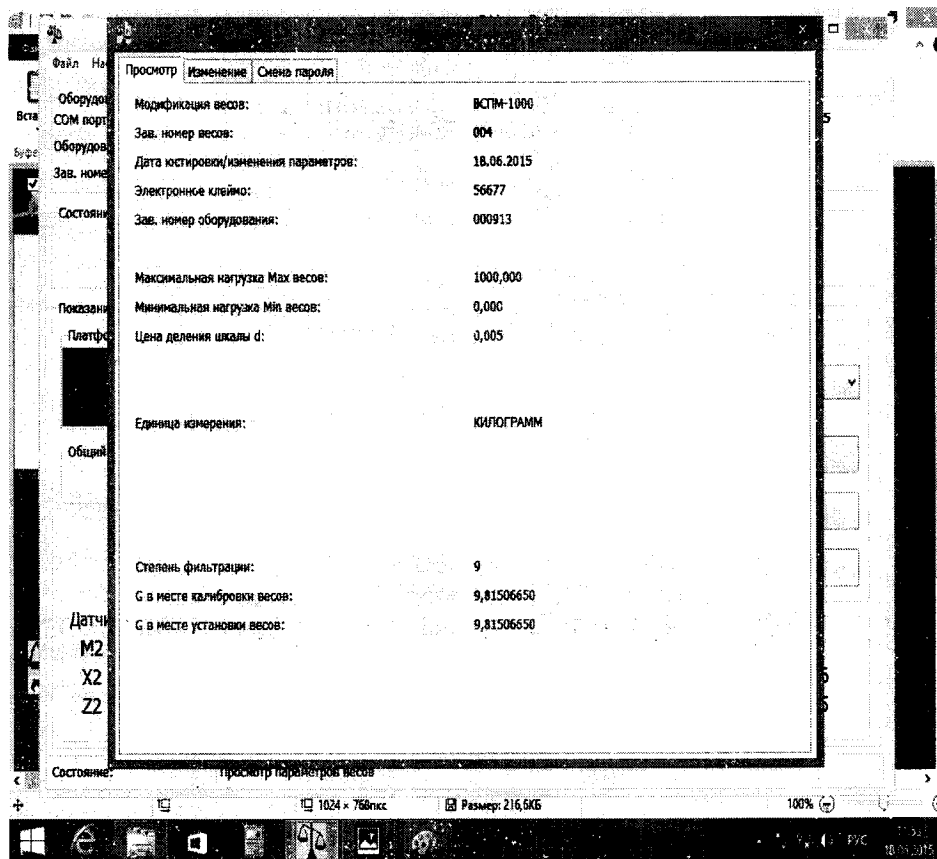 Файл
Просмотр Изменение Смена пароля
Модификация весов: ВСПМ-1000
Зав. номер весов: 004
Дата юстировки/изменения параметров: 18.06.2015
Электронное клеймо: 56677
Зав. номер оборудования: 000913
Максимальная нагрузка Max весов: 1000,000
Минимальная нагрузка Min весов: 0,000
Цена деления шкалы d: 0,005
Единица измерения: КИЛОГРАММ
Степень фильтрации: 9
G в месте калибровки весов: 9,81506650
G в месте установки весов: 9,81506650
Вста
Оборудо
COM порт
5
Оборудов
Зав. номе
Состояни
Показани
Платфо
Общий
Датчи
M2
X2
Z2
Состояние: Просмотр параметров весов
1024 × 768пкс Размер: 216,6КБ 100%
РУС